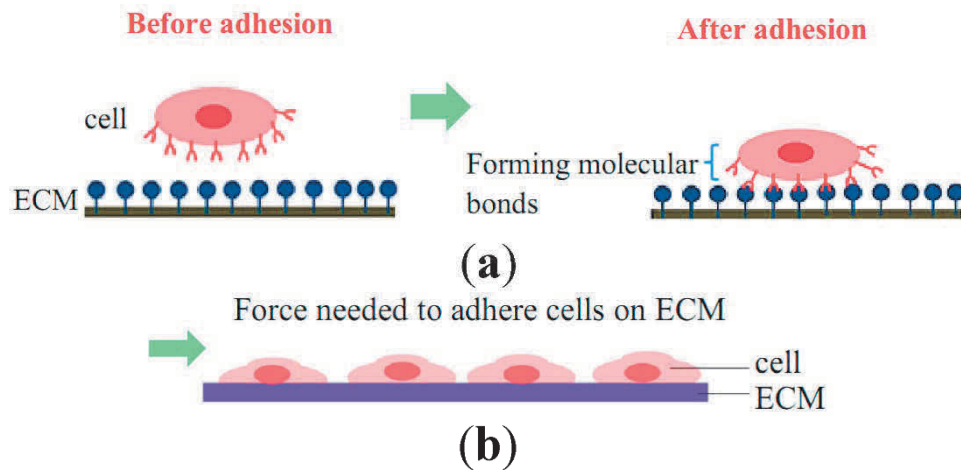 Before adhesion
After adhesion
cell
ECM
Forming molecular
bonds
(a)
Force needed to adhere cells on ECM
cell
ECM
(b)